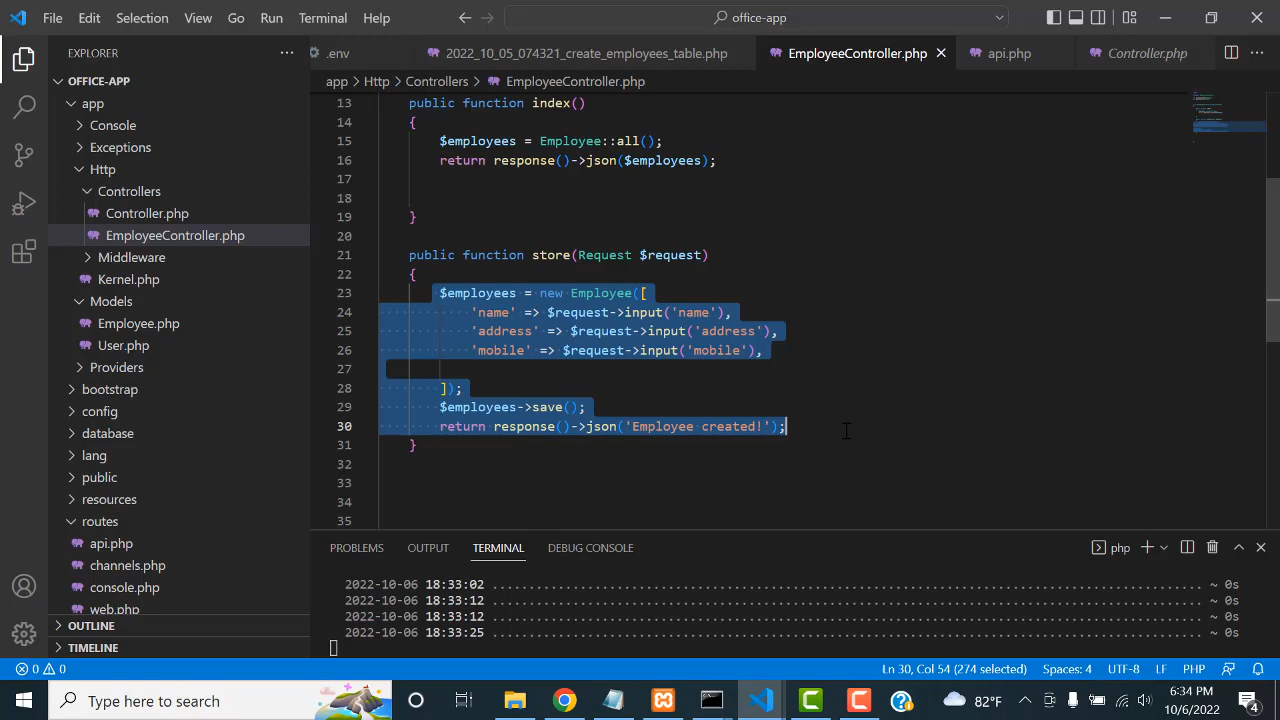 File Edit Selection View Go Run Terminal Help office-app
EXPLORER
OFFICE-APP
app
Console
Exceptions
Http
Controllers
Controller.php
EmployeeController.php
Middleware
Kernel.php
Models
Employee.php
User.php
Providers
bootstrap
config
database
lang
public
resources
routes
api.php
channels.php
console.php
web.php
OUTLINE
TIMELINE
.env 2022_10_05_074321_create_employees_table.php EmployeeController.php api.php Controller.php
app > Http > Controllers > EmployeeController.php
13 public function index()
14 {
15 $employees = Employee::all();
16 return response()->json($employees);
17
18
19 }
20
21 public function store(Request $request)
22 {
23 $employees = new Employee([
24 'name' => $request->input('name'),
25 'address' => $request->input('address'),
26 'mobile' => $request->input('mobile'),
27
28 ]);
29 $employees->save();
30 return response()->json('Employee created!');
31 }
32
33
34
35
PROBLEMS OUTPUT TERMINAL DEBUG CONSOLE php
2022-10-06 18:33:02 ~ 0s
2022-10-06 18:33:12 ~ 0s
2022-10-06 18:33:12 ~ 0s
2022-10-06 18:33:25 ~ 0s
0 0 Ln 30, Col 54 (274 selected) Spaces: 4 UTF-8 LF PHP
Type here to search 82°F 6:34 PM
10/6/2022 4